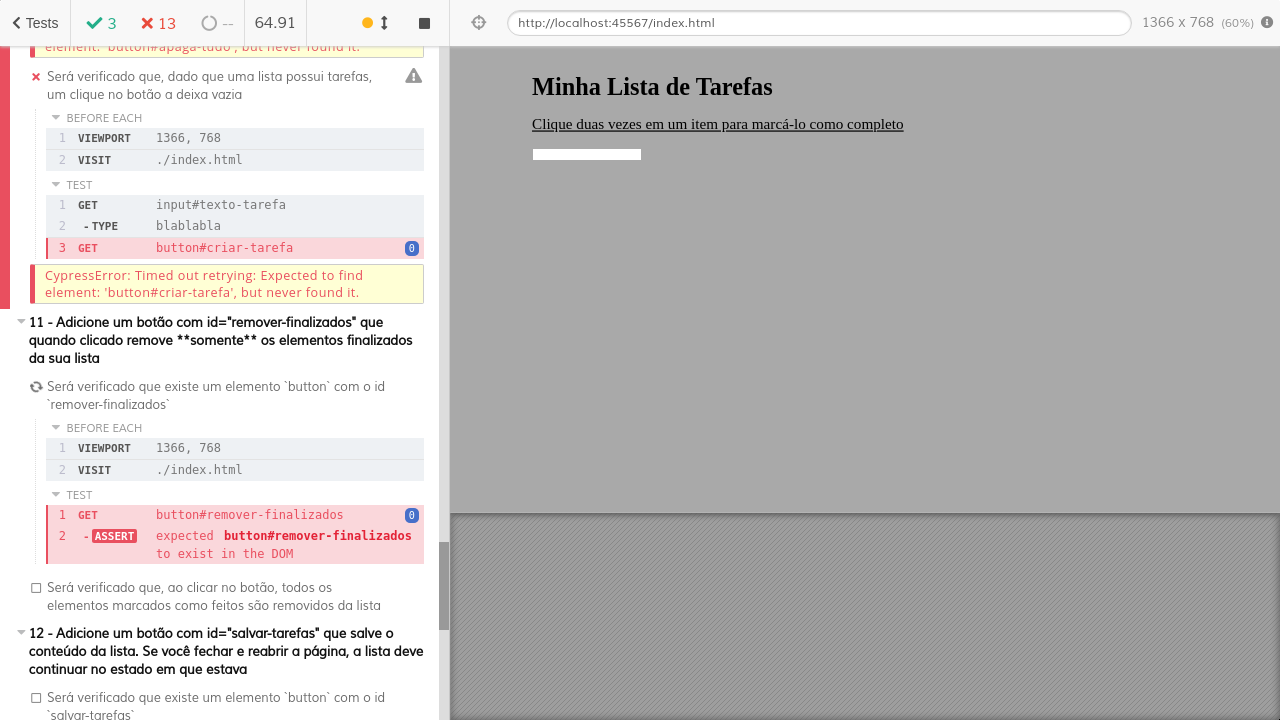 Tests 3 13 -- 64.91 http://localhost:45567/index.html 1366 x 768 (60%)
element: 'button#apaga-tudo', but never found it.
Será verificado que, dado que uma lista possui tarefas,
um clique no botão a deixa vazia
BEFORE EACH
1 VIEWPORT 1366, 768
2 VISIT ./index.html
TEST
1 GET input#texto-tarefa
2 -TYPE blablabla
3 GET button#criar-tarefa 0
CypressError: Timed out retrying: Expected to find
element: 'button#criar-tarefa', but never found it.
11 - Adicione um botão com id="remover-finalizados" que
quando clicado remove **somente** os elementos finalizados
da sua lista
Será verificado que existe um elemento `button` com o id
`remover-finalizados`
BEFORE EACH
1 VIEWPORT 1366, 768
2 VISIT ./index.html
TEST
1 GET button#remover-finalizados 0
2 -ASSERT expected button#remover-finalizados
to exist in the DOM
Será verificado que, ao clicar no botão, todos os
elementos marcados como feitos são removidos da lista
12 - Adicione um botão com id="salvar-tarefas" que salve o
conteúdo da lista. Se você fechar e reabrir a página, a lista deve
continuar no estado em que estava
Será verificado que existe um elemento `button` com o id
`salvar-tarefas`
Minha Lista de Tarefas
Clique duas vezes em um item para marcá-lo como completo